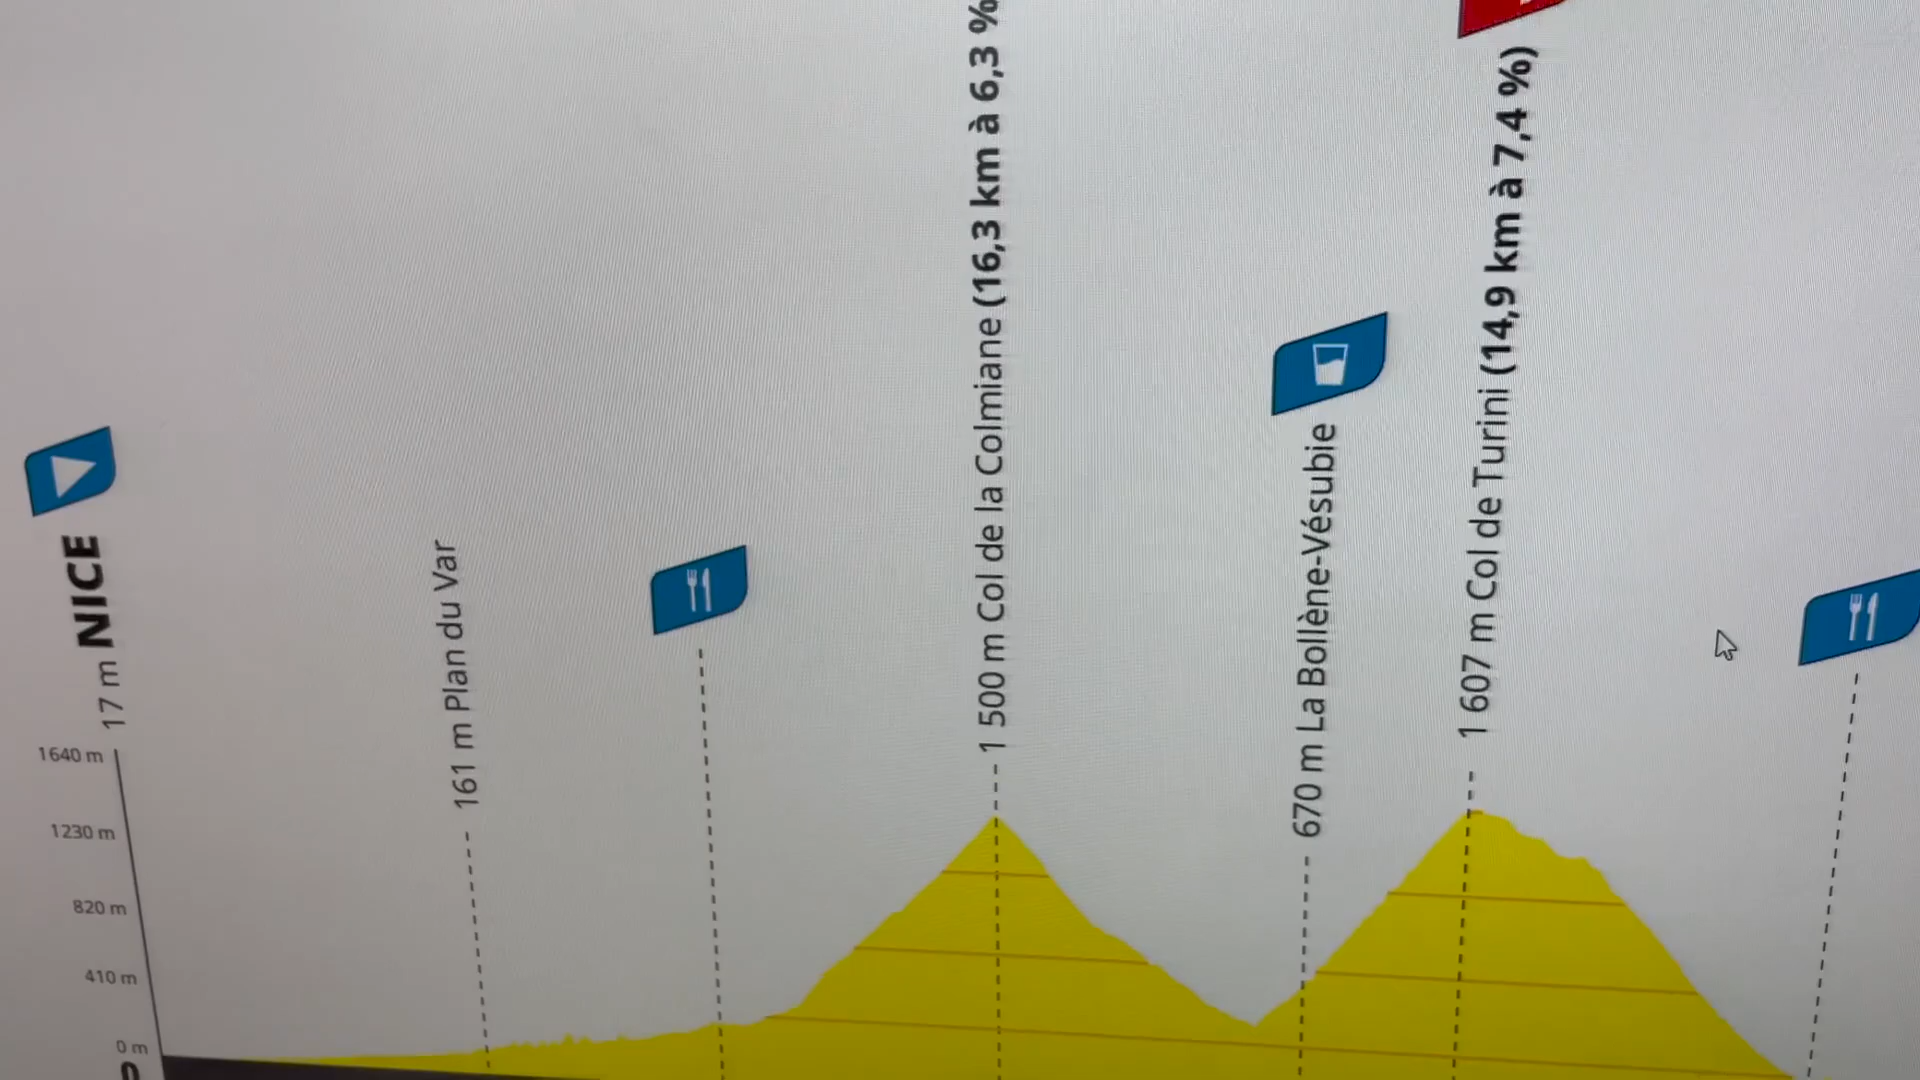 17 m NICE
161 m Plan du Var
1 500 m Col de la Colmiane (16,3 km à 6,3 %
670 m La Bollène-Vésubie
1 607 m Col de Turini (14,9 km à 7,4 %)
1640 m
1230 m
820 m
410 m
0 m